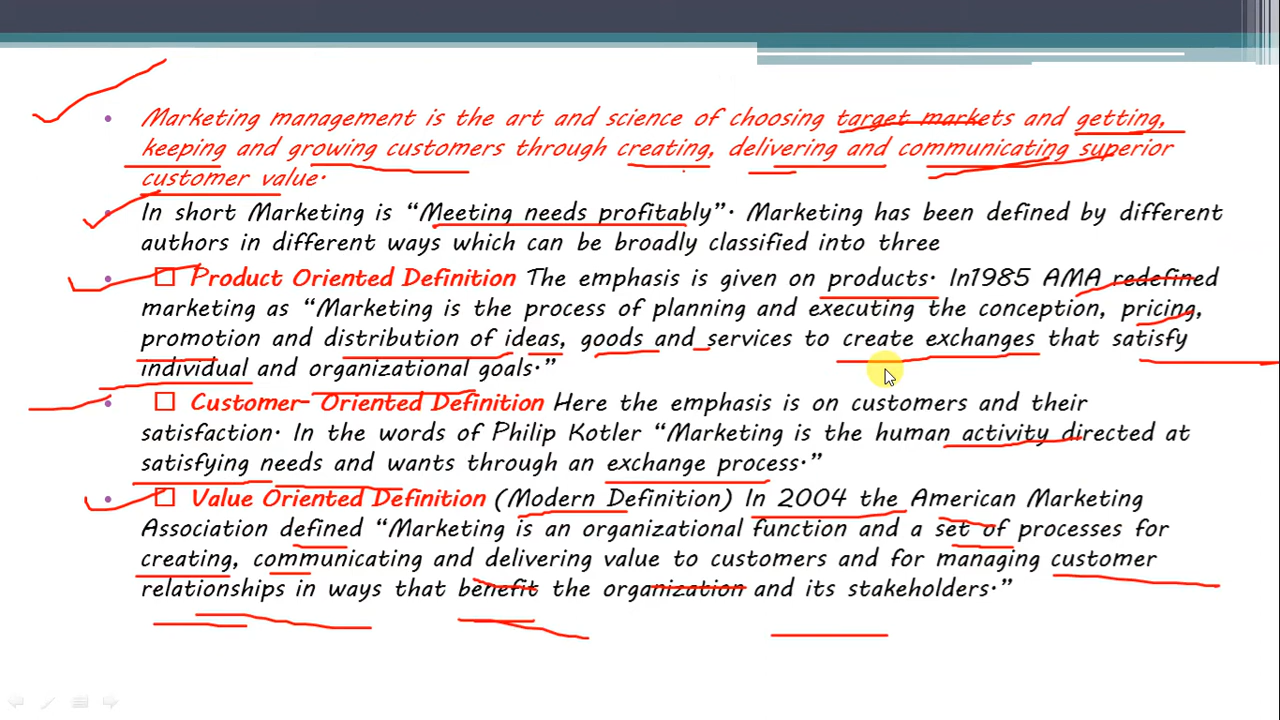 • Marketing management is the art and science of choosing target markets and getting,
keeping and growing customers through creating, delivering and communicating superior
customer value.
• In short Marketing is “Meeting needs profitably”. Marketing has been defined by different
authors in different ways which can be broadly classified into three
• ☐ Product Oriented Definition The emphasis is given on products. In1985 AMA redefined
marketing as “Marketing is the process of planning and executing the conception, pricing,
promotion and distribution of ideas, goods and services to create exchanges that satisfy
individual and organizational goals.”
• ☐ Customer- Oriented Definition Here the emphasis is on customers and their
satisfaction. In the words of Philip Kotler “Marketing is the human activity directed at
satisfying needs and wants through an exchange process.”
• ☐ Value Oriented Definition (Modern Definition) In 2004 the American Marketing
Association defined “Marketing is an organizational function and a set of processes for
creating, communicating and delivering value to customers and for managing customer
relationships in ways that benefit the organization and its stakeholders.”